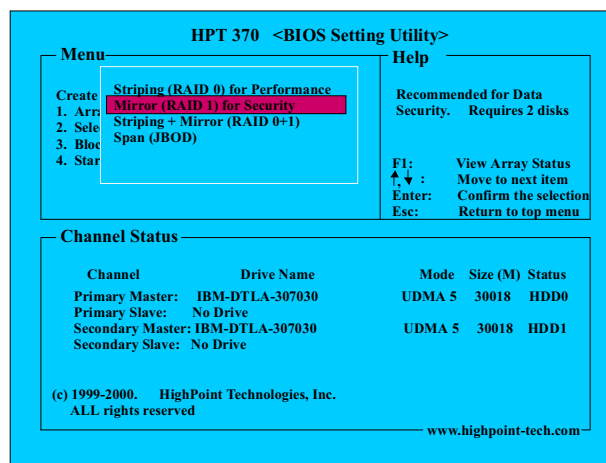 HPT 370 <BIOS Setting Utility>
Menu
Create
1. Arr
2. Sele
3. Bloc
4. Star
Striping (RAID 0) for Performance
Mirror (RAID 1) for Security
Striping + Mirror (RAID 0+1)
Span (JBOD)
Help
Recommended for Data
Security. Requires 2 disks
F1: View Array Status
↑,↓ : Move to next item
Enter: Confirm the selection
Esc: Return to top menu
Channel Status
Channel Drive Name Mode Size (M) Status
Primary Master: IBM-DTLA-307030 UDMA 5 30018 HDD0
Primary Slave: No Drive
Secondary Master: IBM-DTLA-307030 UDMA 5 30018 HDD1
Secondary Slave: No Drive
(c) 1999-2000. HighPoint Technologies, Inc.
ALL rights reserved
www.highpoint-tech.com